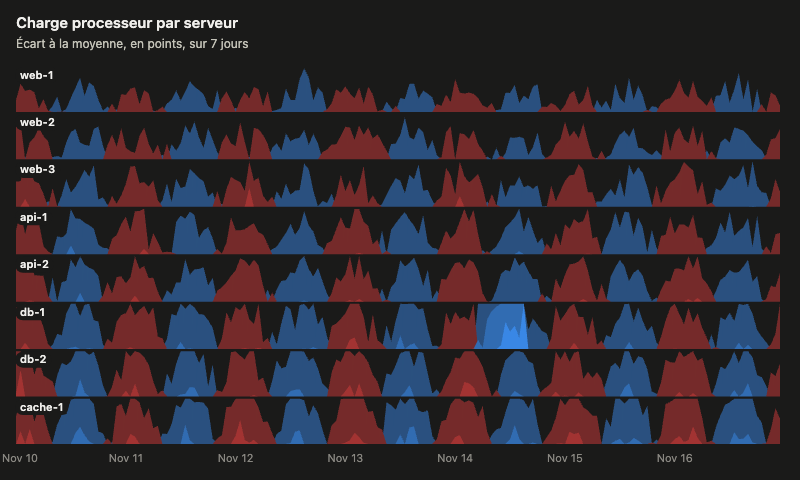 Charge processeur par serveur
Écart à la moyenne, en points, sur 7 jours
web-1
web-2
web-3
api-1
api-2
db-1
db-2
cache-1
Nov 10 Nov 11 Nov 12 Nov 13 Nov 14 Nov 15 Nov 16